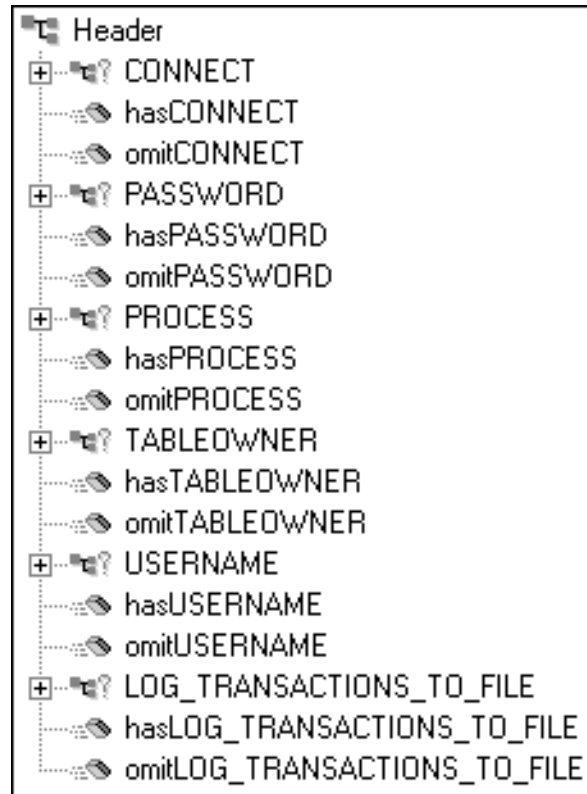 Header
CONNECT
hasCONNECT
omitCONNECT
PASSWORD
hasPASSWORD
omitPASSWORD
PROCESS
hasPROCESS
omitPROCESS
TABLEOWNER
hasTABLEOWNER
omitTABLEOWNER
USERNAME
hasUSERNAME
omitUSERNAME
LOG_TRANSACTIONS_TO_FILE
hasLOG_TRANSACTIONS_TO_FILE
omitLOG_TRANSACTIONS_TO_FILE